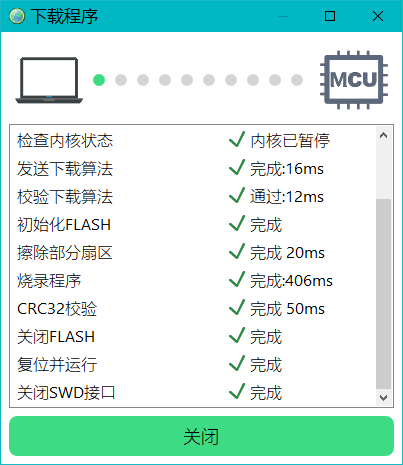 下载程序
MCU
检查内核状态 内核已暂停
发送下载算法 完成:16ms
校验下载算法 通过:12ms
初始化FLASH 完成
擦除部分扇区 完成 20ms
烧录程序 完成:406ms
CRC32校验 完成 50ms
关闭FLASH 完成
复位并运行 完成
关闭SWD接口 完成
关闭